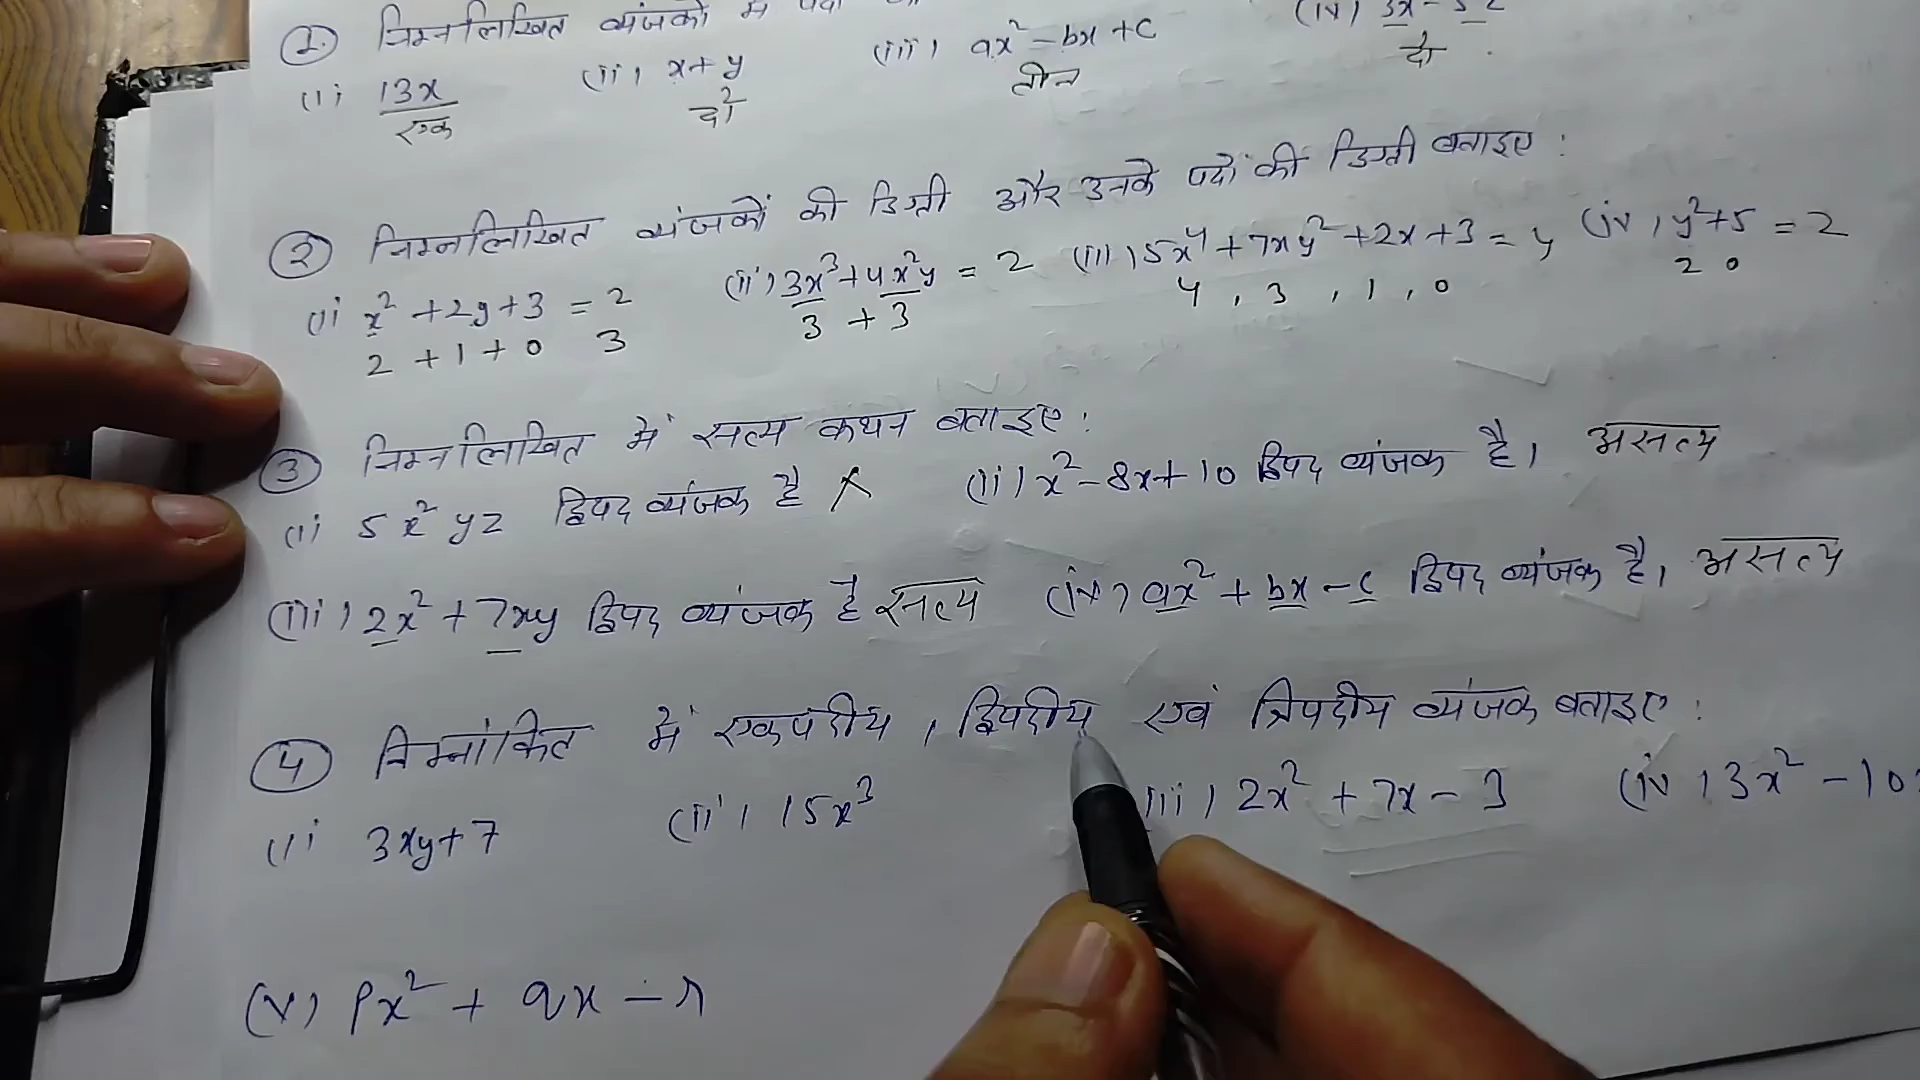 ① निम्नलिखित व्यंजकों में पदों
(i) 13x (ii) x+y (iii) ax²-bx+c (iv) 3x-5z
एक दो तीन दो
② निम्नलिखित व्यंजकों की डिग्री और उनके पदों की डिग्री बताइए :
(i) x²+2y+3 = 2 (ii) 3x³+4x²y = 2 (iii) 5x⁴+7xy²+2x+3 = 4 (iv) y²+5 = 2
2+1+0 3 3+3 4, 3, 1, 0 2 0
③ निम्नलिखित में सत्य कथन बताइए :
(i) 5x²yz द्विपद व्यंजक है × (ii) x²-8x+10 द्विपद व्यंजक है। असत्य
(iii) 2x²+7xy द्विपद व्यंजक है सत्य (iv) ax²+bx-c द्विपद व्यंजक है। असत्य
④ निम्नांकित में एकपदीय, द्विपदीय एवं त्रिपदीय व्यंजक बताइए :
(i) 3xy+7 (ii) 15x³ (iii) 2x²+7x-3 (iv) 3x²-10
(v) px²+qx-r